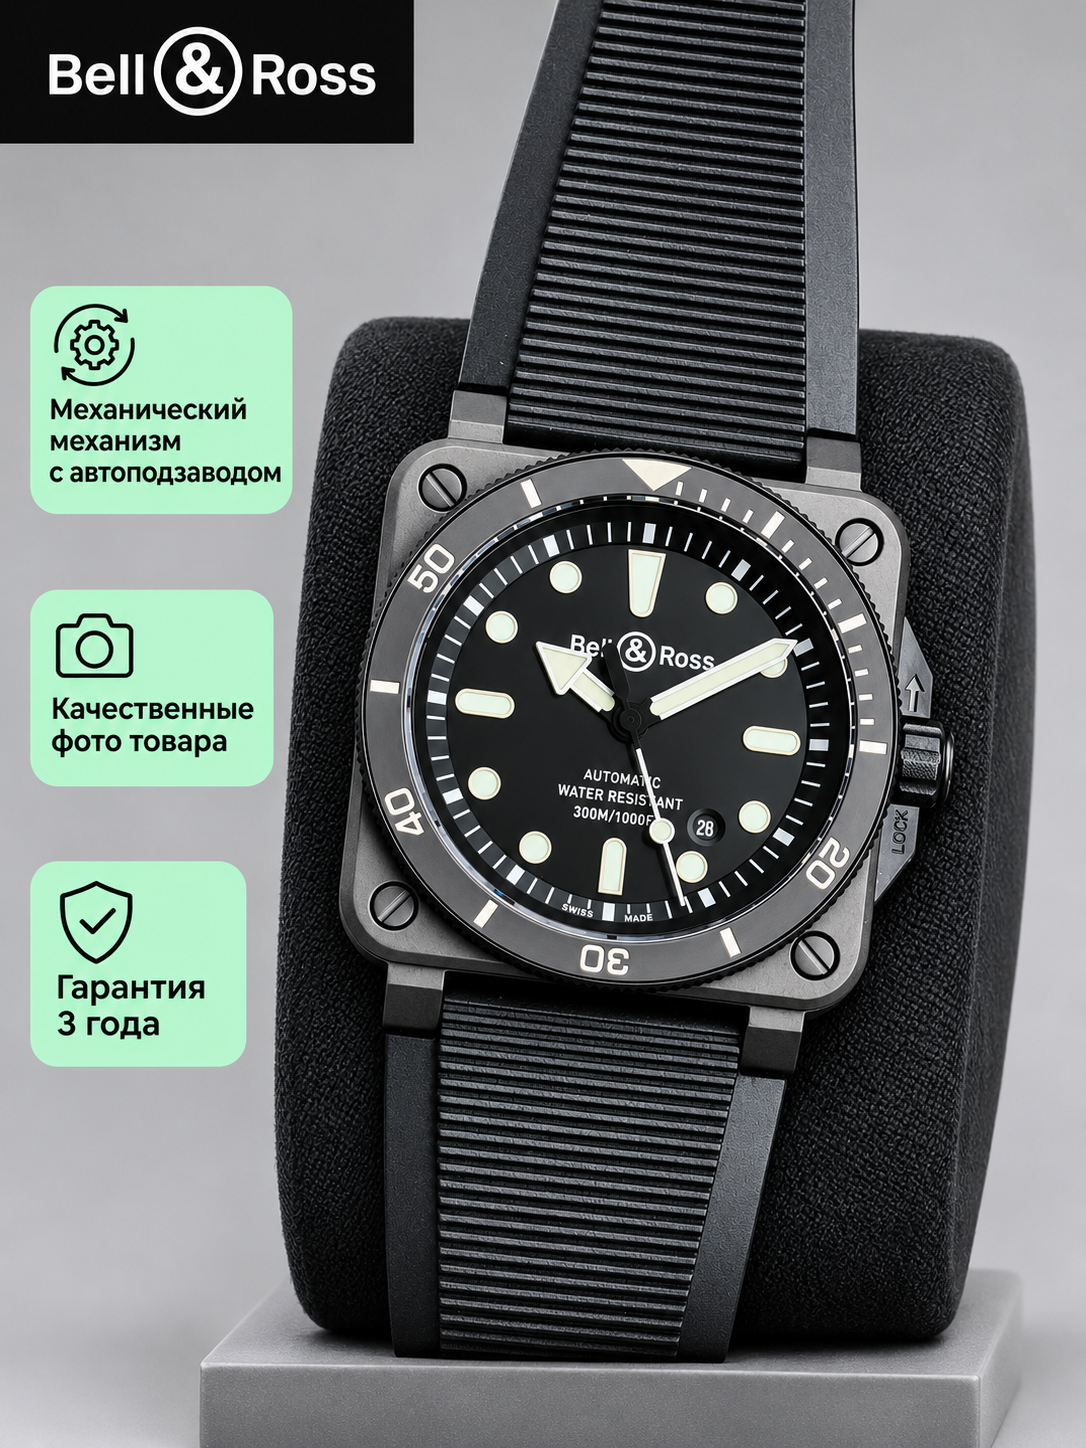 Bell & Ross
Механический
механизм
с автоподзаводом
Качественные
фото товара
Гарантия
3 года
50
40
30
20
Bell & Ross
AUTOMATIC
WATER RESISTANT
300M/1000F
28
SWISS MADE
LOCK